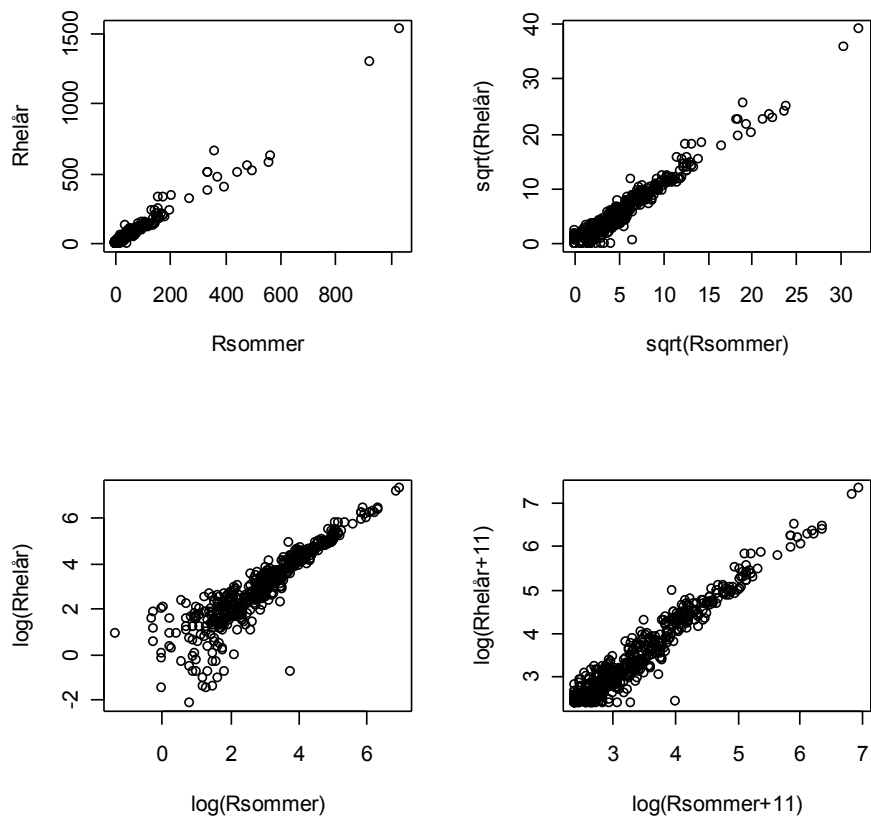 Rhelår
0 500 1000 1500
0 200 400 600 800
Rsommer
sqrt(Rhelår)
0 10 20 30 40
0 5 10 15 20 25 30
sqrt(Rsommer)
log(Rhelår)
-2 0 2 4 6
0 2 4 6
log(Rsommer)
log(Rhelår+11)
3 4 5 6 7
3 4 5 6 7
log(Rsommer+11)